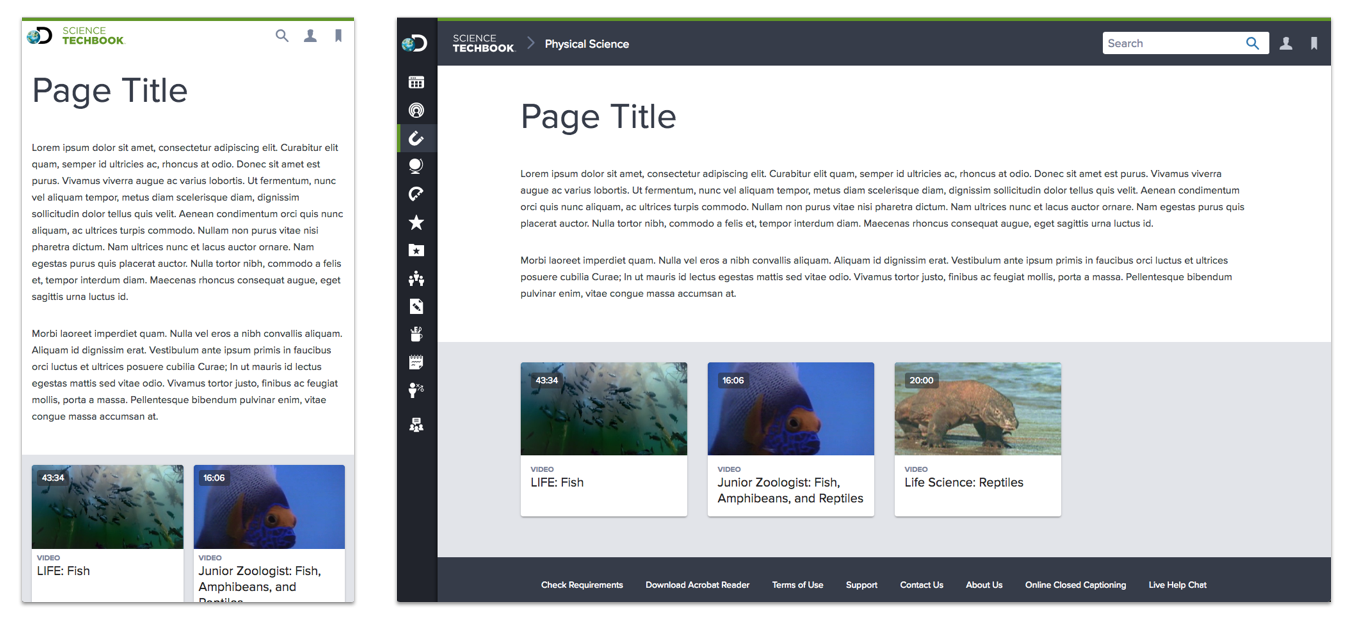 SCIENCE
TECHBOOK.
Page Title
Lorem ipsum dolor sit amet, consectetur adipiscing elit. Curabitur elit
quam, semper id ultricies ac, rhoncus at odio. Donec sit amet est
purus. Vivamus viverra augue ac varius lobortis. Ut fermentum, nunc
vel aliquam tempor, metus diam scelerisque diam, dignissim
sollicitudin dolor tellus quis velit. Aenean condimentum orci quis nunc
aliquam, ac ultrices turpis commodo. Nullam non purus vitae nisi
pharetra dictum. Nam ultrices nunc et lacus auctor ornare. Nam
egestas purus quis placerat auctor. Nulla tortor nibh, commodo a felis
et, tempor interdum diam. Maecenas rhoncus consequat augue, eget
sagittis urna luctus id.
Morbi laoreet imperdiet quam. Nulla vel eros a nibh convallis aliquam.
Aliquam id dignissim erat. Vestibulum ante ipsum primis in faucibus
orci luctus et ultrices posuere cubilia Curae; In ut mauris id lectus
egestas mattis sed vitae odio. Vivamus tortor justo, finibus ac feugiat
mollis, porta a massa. Pellentesque bibendum pulvinar enim, vitae
congue massa accumsan at.
43:34
VIDEO
LIFE: Fish
16:06
VIDEO
Junior Zoologist: Fish,
Amphibeans, and
Reptiles
SCIENCE
TECHBOOK.
Physical Science
Search
Page Title
Lorem ipsum dolor sit amet, consectetur adipiscing elit. Curabitur elit quam, semper id ultricies ac, rhoncus at odio. Donec sit amet est purus. Vivamus viverra
augue ac varius lobortis. Ut fermentum, nunc vel aliquam tempor, metus diam scelerisque diam, dignissim sollicitudin dolor tellus quis velit. Aenean condimentum
orci quis nunc aliquam, ac ultrices turpis commodo. Nullam non purus vitae nisi pharetra dictum. Nam ultrices nunc et lacus auctor ornare. Nam egestas purus quis
placerat auctor. Nulla tortor nibh, commodo a felis et, tempor interdum diam. Maecenas rhoncus consequat augue, eget sagittis urna luctus id.
Morbi laoreet imperdiet quam. Nulla vel eros a nibh convallis aliquam. Aliquam id dignissim erat. Vestibulum ante ipsum primis in faucibus orci luctus et ultrices
posuere cubilia Curae; In ut mauris id lectus egestas mattis sed vitae odio. Vivamus tortor justo, finibus ac feugiat mollis, porta a massa. Pellentesque bibendum
pulvinar enim, vitae congue massa accumsan at.
43:34
VIDEO
LIFE: Fish
16:06
VIDEO
Junior Zoologist: Fish,
Amphibeans, and Reptiles
20:00
VIDEO
Life Science: Reptiles
Check Requirements Download Acrobat Reader Terms of Use Support Contact Us About Us Online Closed Captioning Live Help Chat